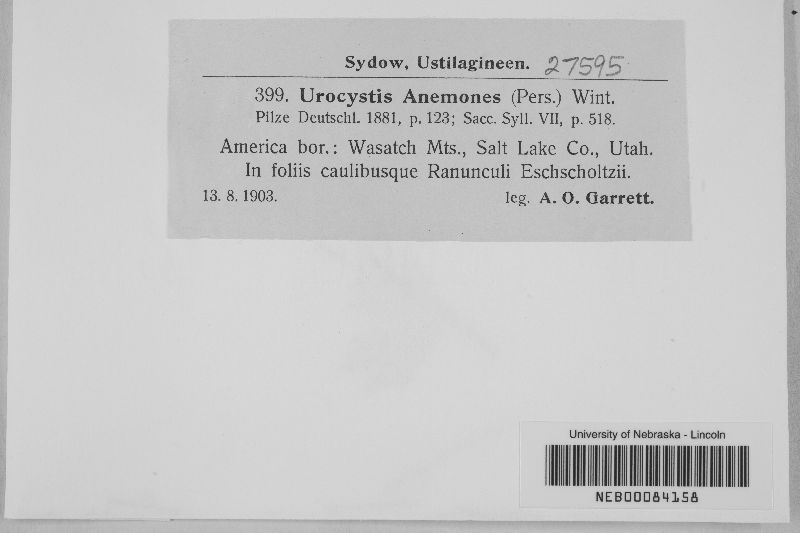 Sydow, Ustilagineen. 27595
399. Urocystis Anemones (Pers.) Wint.
Pilze Deutschl. 1881, p. 123; Sacc. Syll. VII, p. 518.
America bor.: Wasatch Mts., Salt Lake Co., Utah.
In foliis caulibusque Ranunculi Eschscholtzii.
13. 8. 1903. leg. A. O. Garrett.
University of Nebraska - Lincoln
NEB00084158